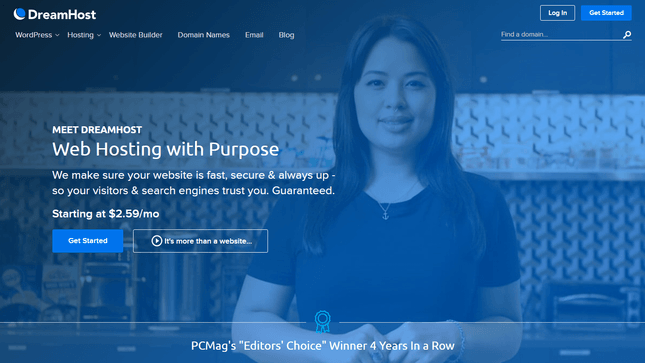 DreamHost
Log In
Get Started
WordPress
Hosting
Website Builder
Domain Names
Email
Blog
Find a domain...
MEET DREAMHOST
Web Hosting with Purpose
We make sure your website is fast, secure & always up -
so your visitors & search engines trust you. Guaranteed.
Starting at $2.59/mo
Get Started
It's more than a website...
PCMag's "Editors' Choice" Winner 4 Years In a Row